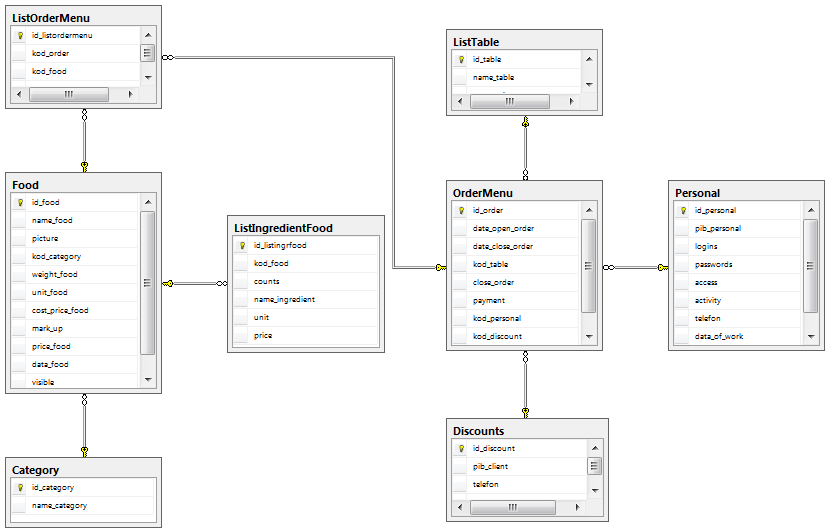 ListOrderMenu
id_listordermenu
kod_order
kod_food
ListTable
id_table
name_table
Food
id_food
name_food
picture
kod_category
weight_food
unit_food
cost_price_food
mark_up
price_food
data_food
visible
ListIngredientFood
id_listingrfood
kod_food
counts
name_ingredient
unit
price
OrderMenu
id_order
date_open_order
date_close_order
kod_table
close_order
payment
kod_personal
kod_discount
Personal
id_personal
pib_personal
logins
passwords
access
activity
telefon
data_of_work
Category
id_category
name_category
Discounts
id_discount
pib_client
telefon